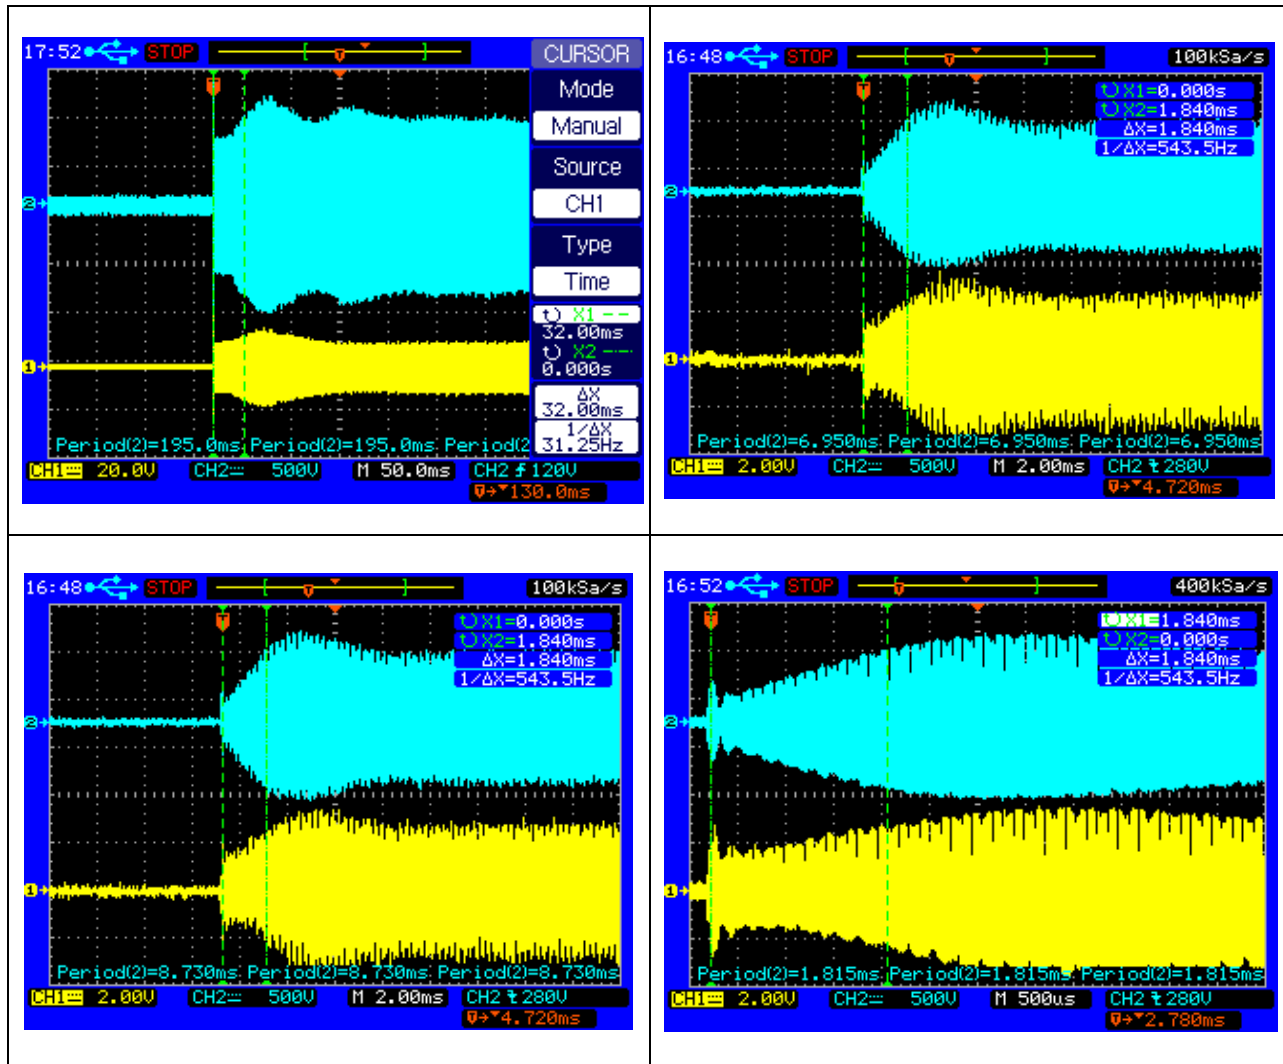 17:52 STOP CURSOR
Mode
Manual
Source
CH1
Type
Time
X1
32.00ms
X2
0.000s
ΔX
32.00ms
1/ΔX
31.25Hz
T
2
1
Period(2)=195.0ms Period(2)=195.0ms Period(2
CH1 20.0V CH2 500V M 50.0ms CH2 120V
T→130.0ms
16:48 STOP 100kSa/s
T
X1=0.000s
X2=1.840ms
ΔX=1.840ms
1/ΔX=543.5Hz
2
1
Period(2)=6.950ms Period(2)=6.950ms Period(2)=6.950ms
CH1 2.00V CH2 500V M 2.00ms CH2 280V
T→4.720ms
16:48 STOP 100kSa/s
T
X1=0.000s
X2=1.840ms
ΔX=1.840ms
1/ΔX=543.5Hz
2
1
Period(2)=8.730ms Period(2)=8.730ms Period(2)=8.730ms
CH1 2.00V CH2 500V M 2.00ms CH2 280V
T→4.720ms
16:52 STOP 400kSa/s
T
X1=1.840ms
X2=0.000s
ΔX=1.840ms
1/ΔX=543.5Hz
2
1
Period(2)=1.815ms Period(2)=1.815ms Period(2)=1.815ms
CH1 2.00V CH2 500V M 500us CH2 280V
T→2.780ms